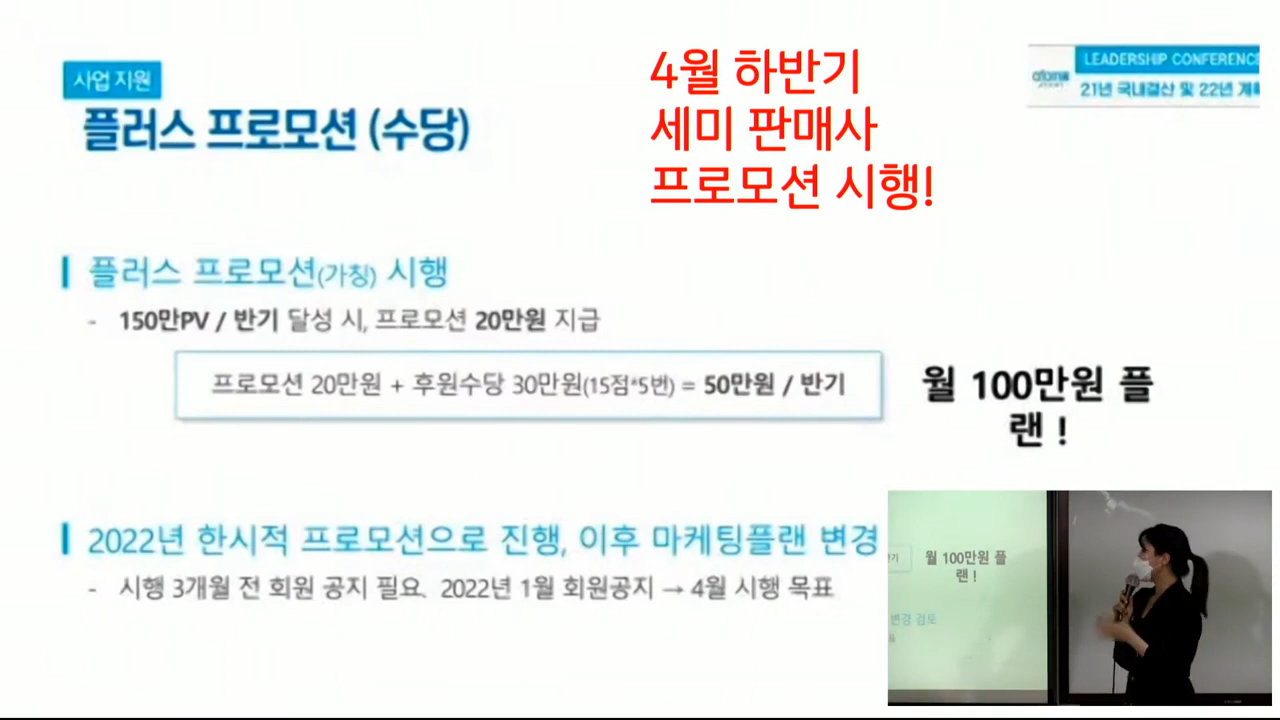 사업 지원
플러스 프로모션 (수당)
4월 하반기
세미 판매사
프로모션 시행!
LEADERSHIP CONFERENCE
atomy
21년 국내결산 및 22년 계획
플러스 프로모션(가칭) 시행
- 150만PV / 반기 달성 시, 프로모션 20만원 지급
프로모션 20만원 + 후원수당 30만원(15점*5번) = 50만원 / 반기
월 100만원 플
랜 !
2022년 한시적 프로모션으로 진행, 이후 마케팅플랜 변경
- 시행 3개월 전 회원 공지 필요. 2022년 1월 회원공지 → 4월 시행 목표
월 100만원 플
랜 !
변경 검토